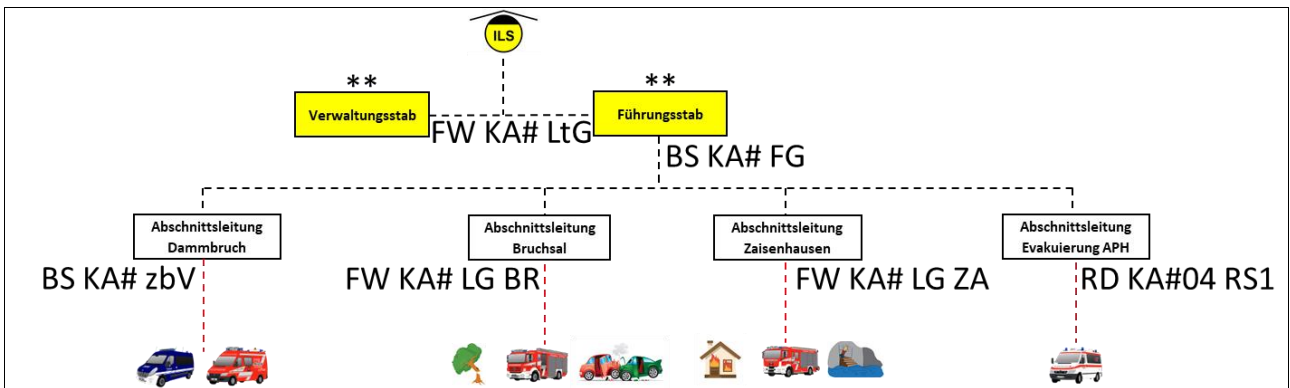 ILS
**
**
Verwaltungsstab
Führungsstab
FW KA# LtG
BS KA# FG
Abschnittsleitung
Dammbruch
Abschnittsleitung
Bruchsal
Abschnittsleitung
Zaisenhausen
Abschnittsleitung
Evakuierung APH
BS KA# zbV
FW KA# LG BR
FW KA# LG ZA
RD KA#04 RS1